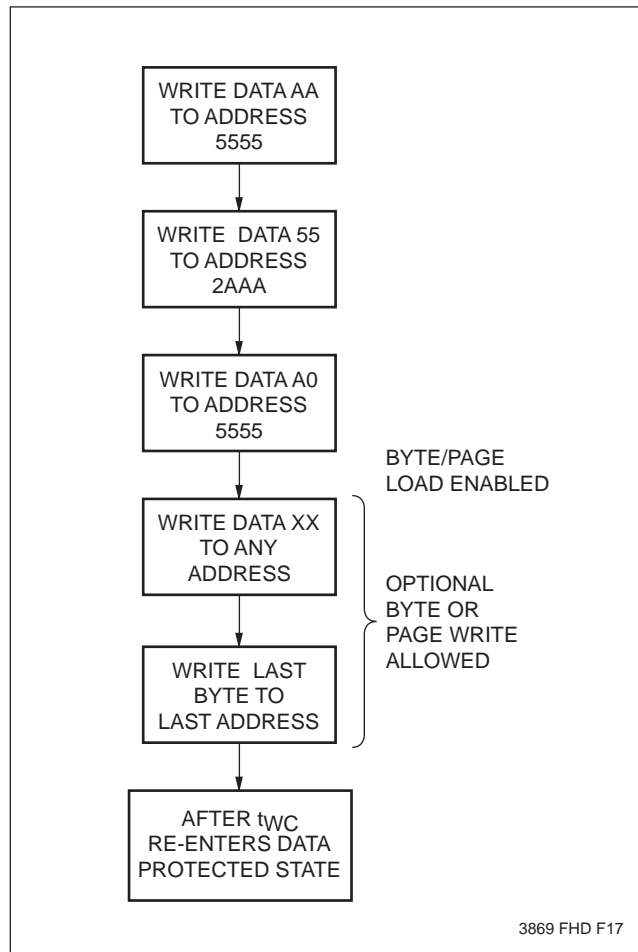 WRITE DATA AA
TO ADDRESS
5555
WRITE DATA 55
TO ADDRESS
2AAA
WRITE DATA A0
TO ADDRESS
5555
BYTE/PAGE
LOAD ENABLED
WRITE DATA XX
TO ANY
ADDRESS
OPTIONAL
BYTE OR
PAGE WRITE
ALLOWED
WRITE LAST
BYTE TO
LAST ADDRESS
AFTER tWC
RE-ENTERS DATA
PROTECTED STATE
3869 FHD F17